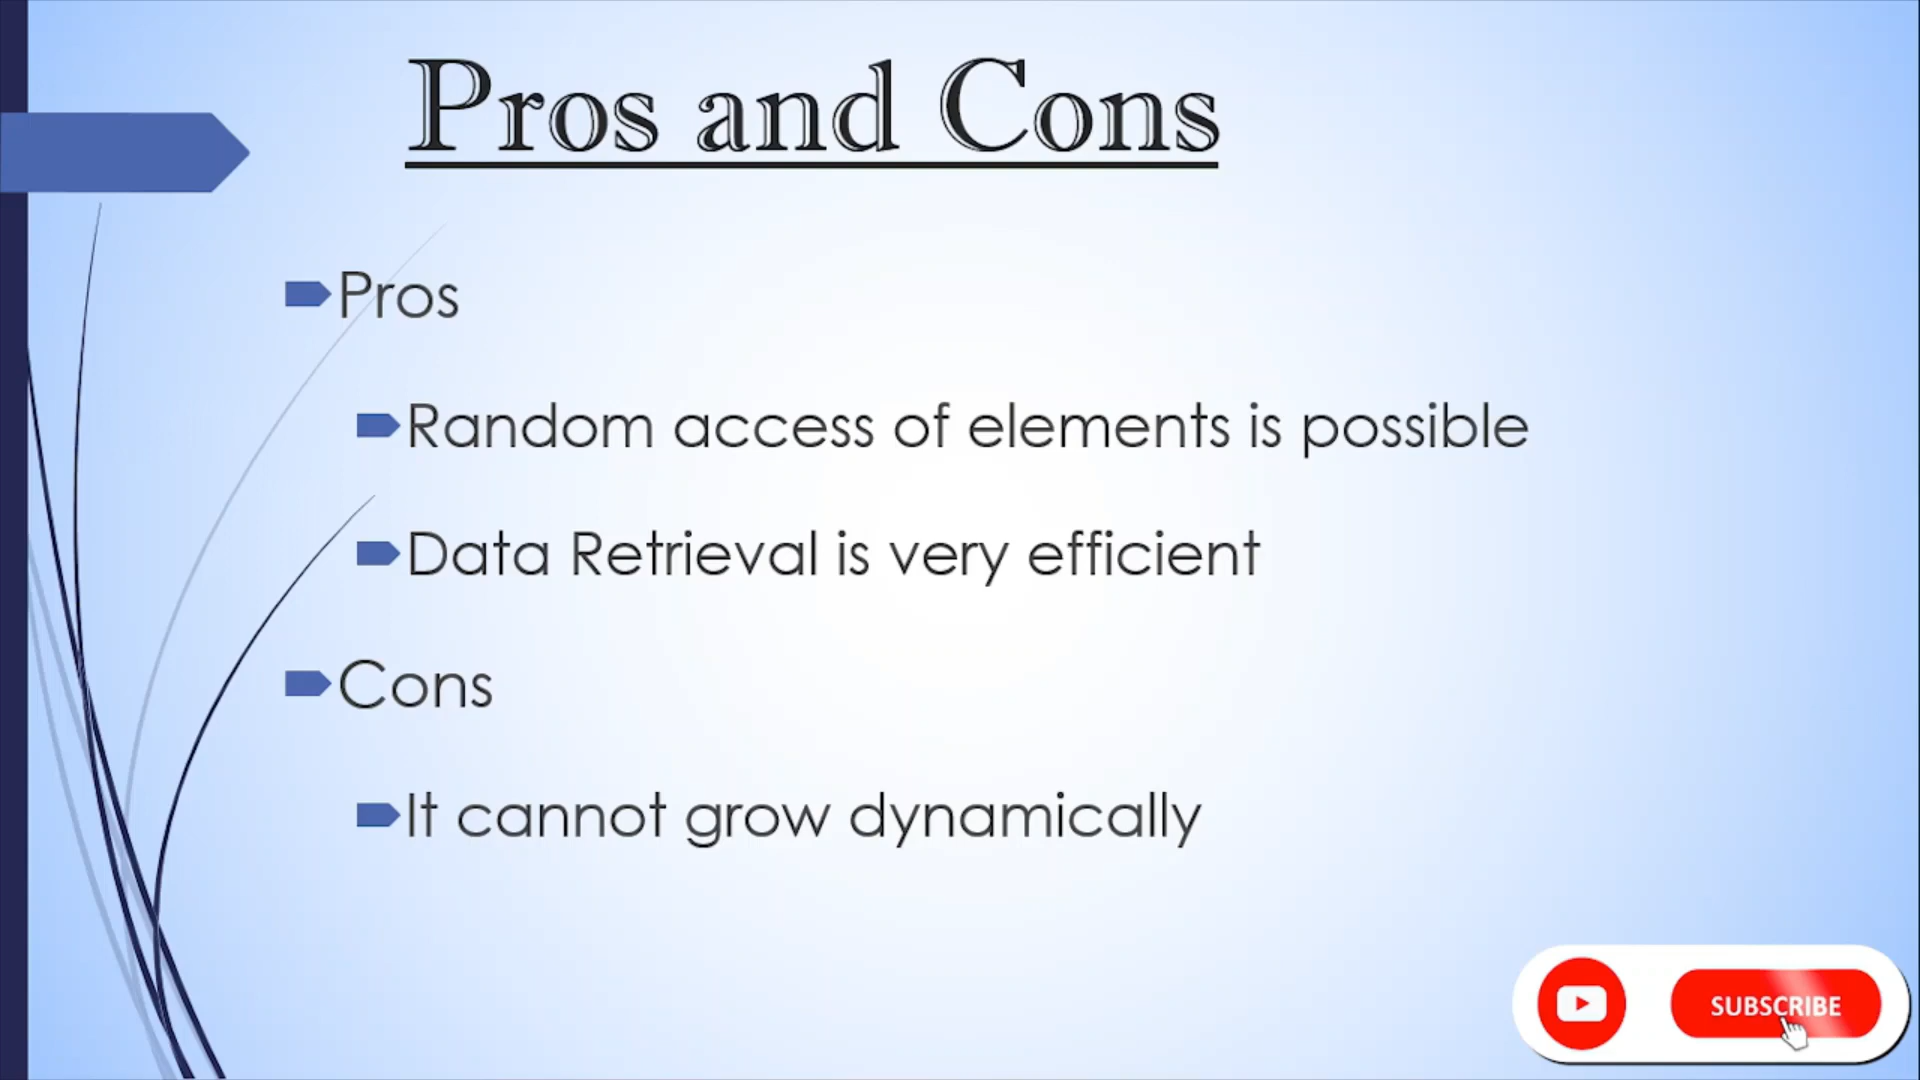 Pros and Cons
Pros
Random access of elements is possible
Data Retrieval is very efficient
Cons
It cannot grow dynamically
SUBSCRIBE